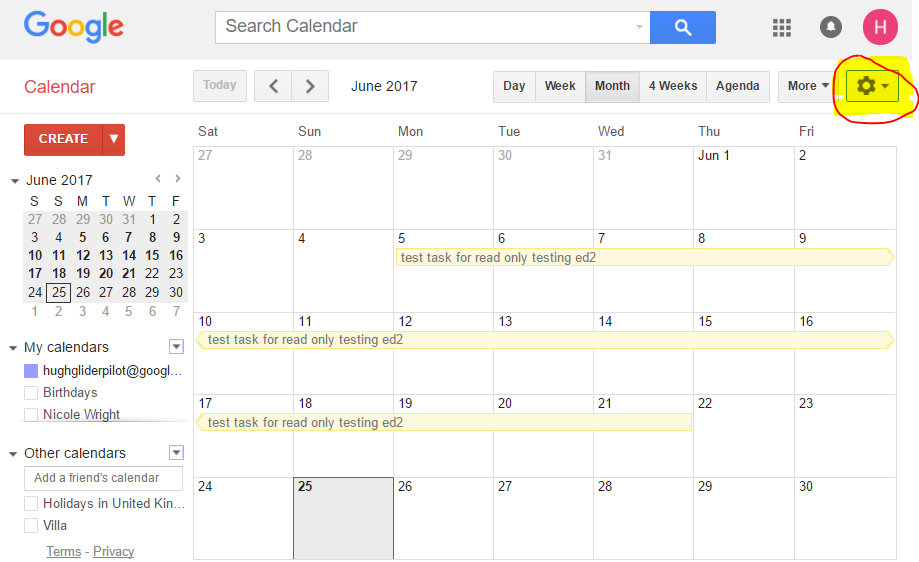 Google
Search Calendar
H
Calendar
Today
June 2017
Day Week Month 4 Weeks Agenda
More
CREATE
June 2017
S S M T W T F
27 28 29 30 31 1 2
3 4 5 6 7 8 9
10 11 12 13 14 15 16
17 18 19 20 21 22 23
24 25 26 27 28 29 30
1 2 3 4 5 6 7
My calendars
hughgliderpilot@googl...
Birthdays
Nicole Wright
Other calendars
Add a friend's calendar
Holidays in United Kin...
Villa
Terms - Privacy
Sat Sun Mon Tue Wed Thu Fri
27 28 29 30 31 Jun 1 2
3 4 5 6 7 8 9
test task for read only testing ed2
10 11 12 13 14 15 16
test task for read only testing ed2
17 18 19 20 21 22 23
test task for read only testing ed2
24 25 26 27 28 29 30